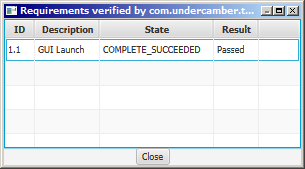 Requirements verified by com.undercamber.t...
ID Description State Result
1.1 GUI Launch COMPLETE_SUCCEEDED Passed
Close